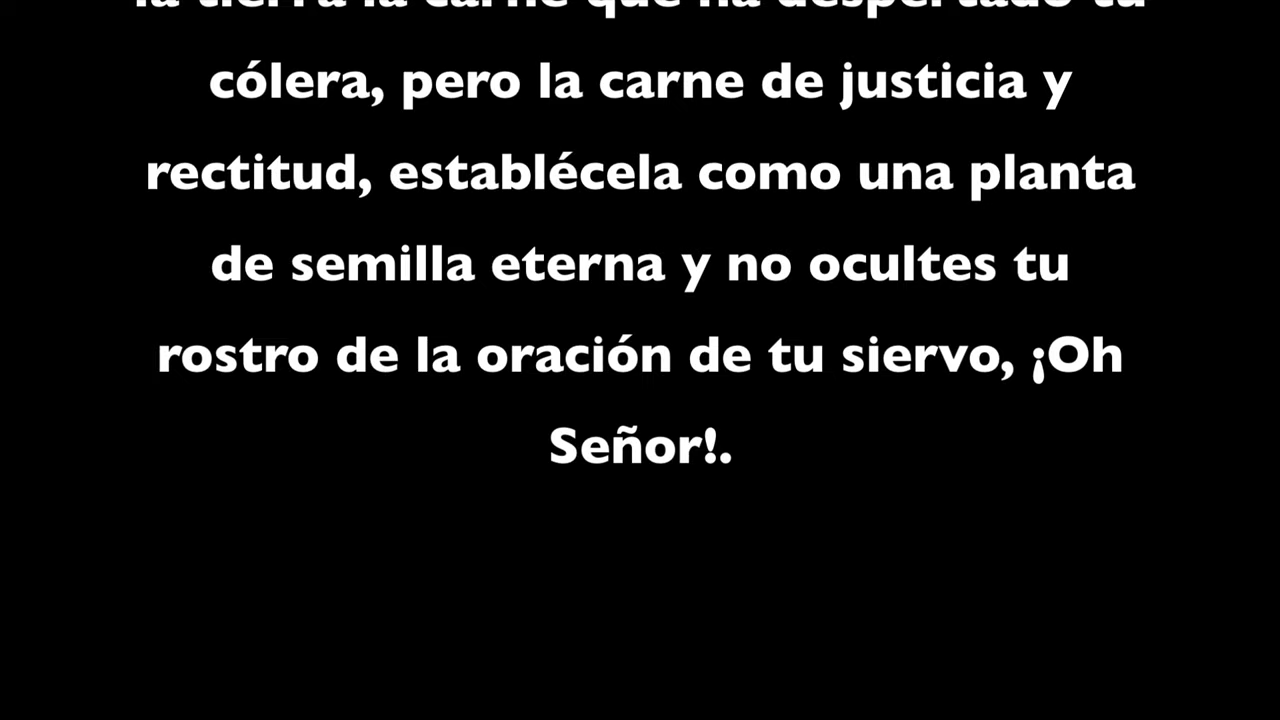 la tierra la carne que ha despertado tu
cólera, pero la carne de justicia y
rectitud, establécela como una planta
de semilla eterna y no ocultes tu
rostro de la oración de tu siervo, ¡Oh
Señor!.